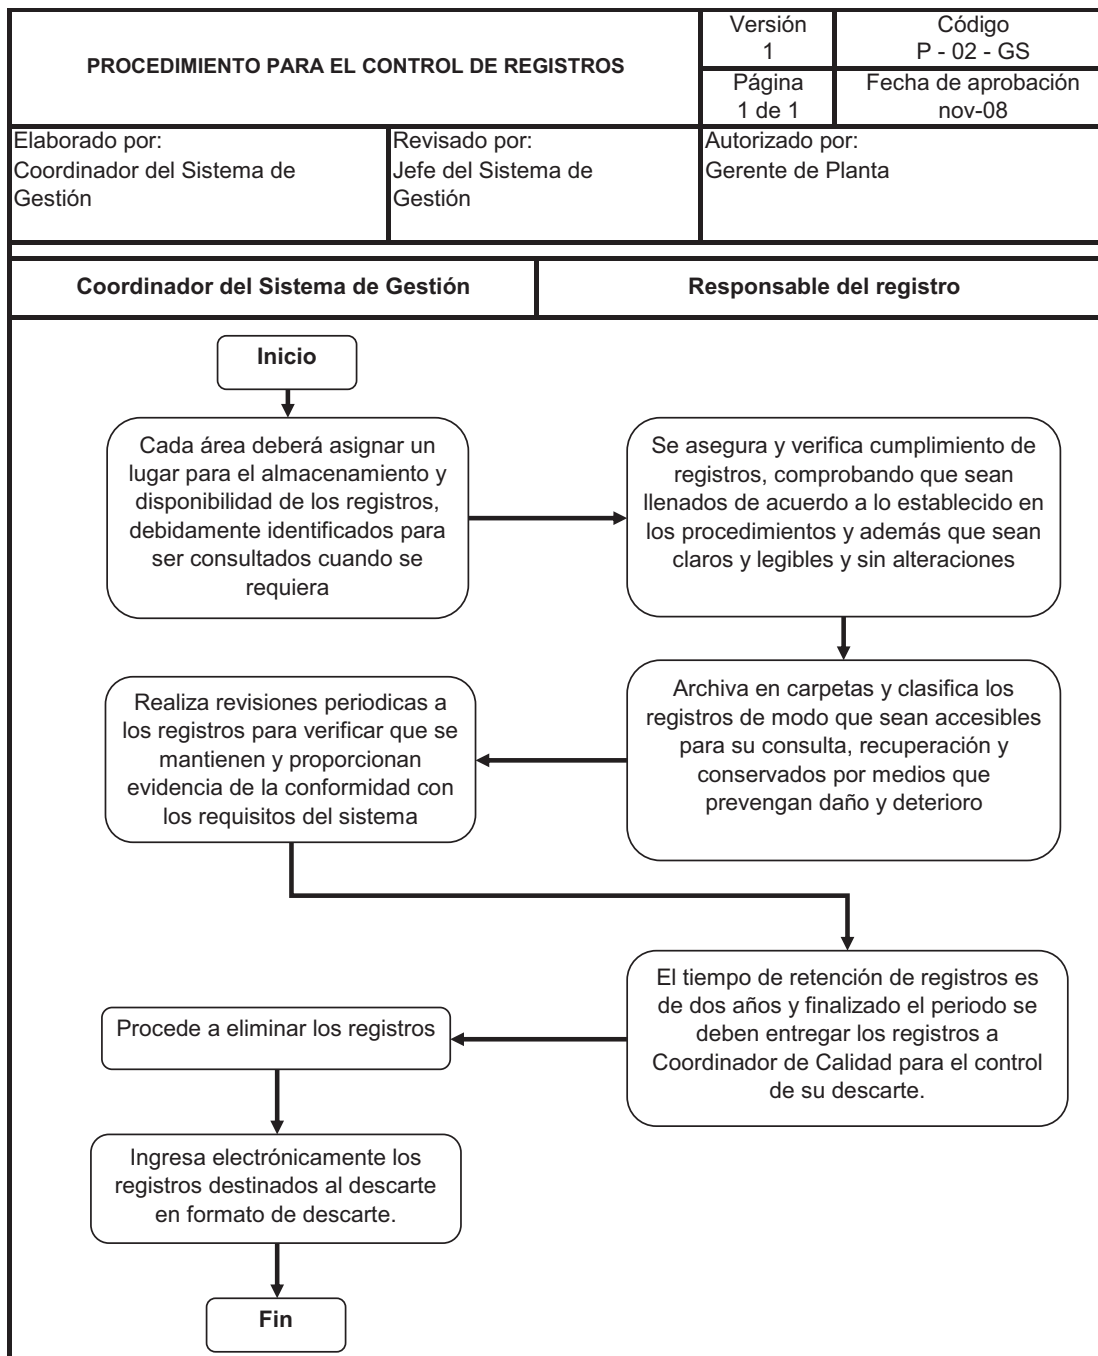 PROCEDIMIENTO PARA EL CONTROL DE REGISTROS
Versión
1
Código
P - 02 - GS
Página
1 de 1
Fecha de aprobación
nov-08
Elaborado por:
Coordinador del Sistema de
Gestión
Revisado por:
Jefe del Sistema de
Gestión
Autorizado por:
Gerente de Planta
Coordinador del Sistema de Gestión
Responsable del registro
Inicio
Cada área deberá asignar un
lugar para el almacenamiento y
disponibilidad de los registros,
debidamente identificados para
ser consultados cuando se
requiera
Se asegura y verifica cumplimiento de
registros, comprobando que sean
llenados de acuerdo a lo establecido en
los procedimientos y además que sean
claros y legibles y sin alteraciones
Archiva en carpetas y clasifica los
registros de modo que sean accesibles
para su consulta, recuperación y
conservados por medios que
prevengan daño y deterioro
Realiza revisiones periodicas a
los registros para verificar que se
mantienen y proporcionan
evidencia de la conformidad con
los requisitos del sistema
El tiempo de retención de registros es
de dos años y finalizado el periodo se
deben entregar los registros a
Coordinador de Calidad para el control
de su descarte.
Procede a eliminar los registros
Ingresa electrónicamente los
registros destinados al descarte
en formato de descarte.
Fin